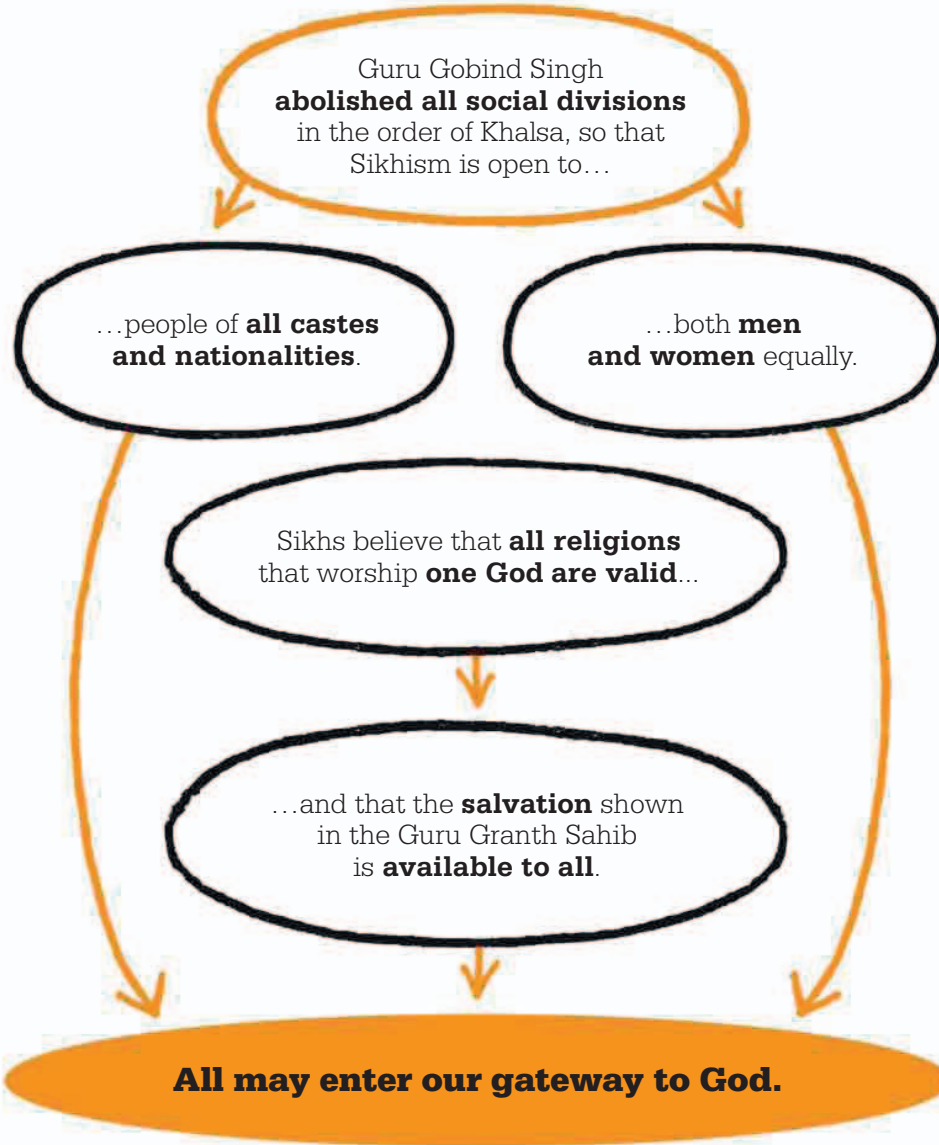 Guru Gobind Singh
abolished all social divisions
in the order of Khalsa, so that
Sikhism is open to…
…people of all castes
and nationalities.
…both men
and women equally.
Sikhs believe that all religions
that worship one God are valid...
…and that the salvation shown
in the Guru Granth Sahib
is available to all.
All may enter our gateway to God.